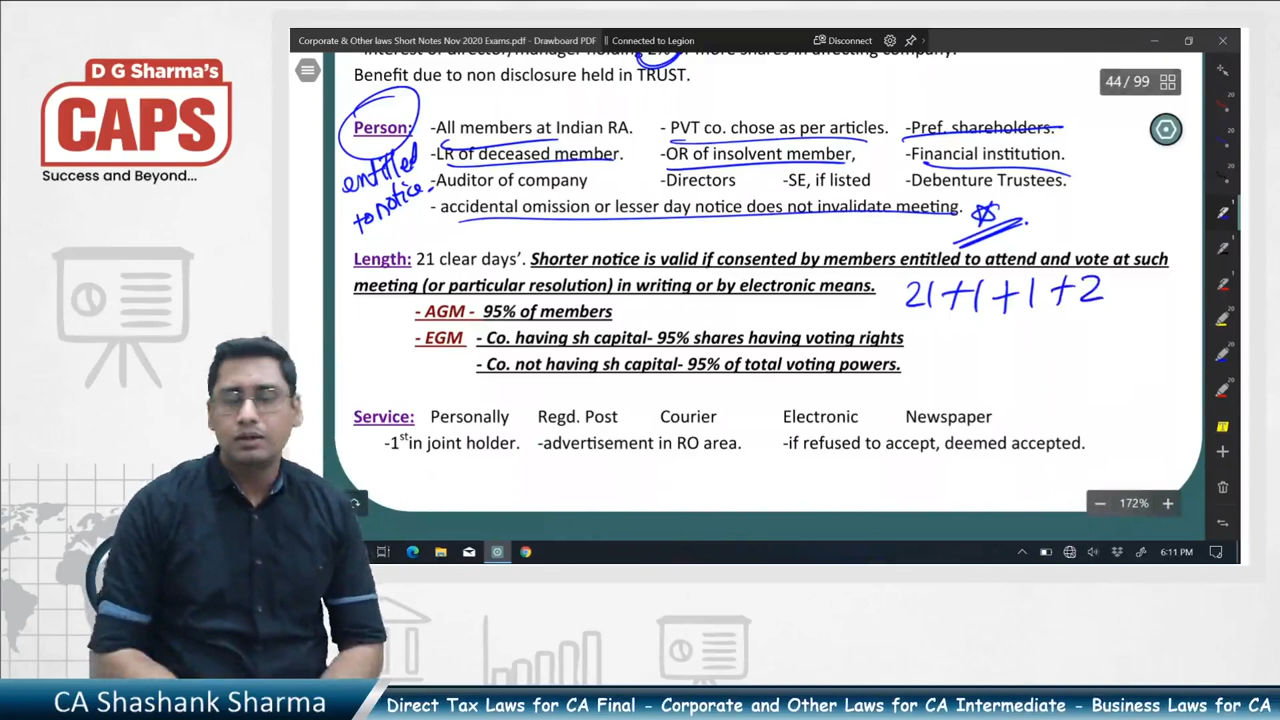 D G Sharma's
CAPS
Success and Beyond...
Corporate & Other laws Short Notes Nov 2020 Exams.pdf - Drawboard PDF || Connected to Legion
Disconnect
more shares in affecting company.
Benefit due to non disclosure held in TRUST.
44 / 99
Person: -All members at Indian RA. - PVT co. chose as per articles. -Pref. shareholders.
-LR of deceased member. -OR of insolvent member, -Financial institution.
-Auditor of company -Directors -SE, if listed -Debenture Trustees.
- accidental omission or lesser day notice does not invalidate meeting.
entitled
to notice
Length: 21 clear days'. Shorter notice is valid if consented by members entitled to attend and vote at such
meeting (or particular resolution) in writing or by electronic means.
21+1+1+2
- AGM - 95% of members
- EGM - Co. having sh capital- 95% shares having voting rights
- Co. not having sh capital- 95% of total voting powers.
Service: Personally Regd. Post Courier Electronic Newspaper
-1st in joint holder. -advertisement in RO area. -if refused to accept, deemed accepted.
172%
6:11 PM
CA Shashank Sharma
Direct Tax Laws for CA Final - Corporate and Other Laws for CA Intermediate - Business Laws for CA